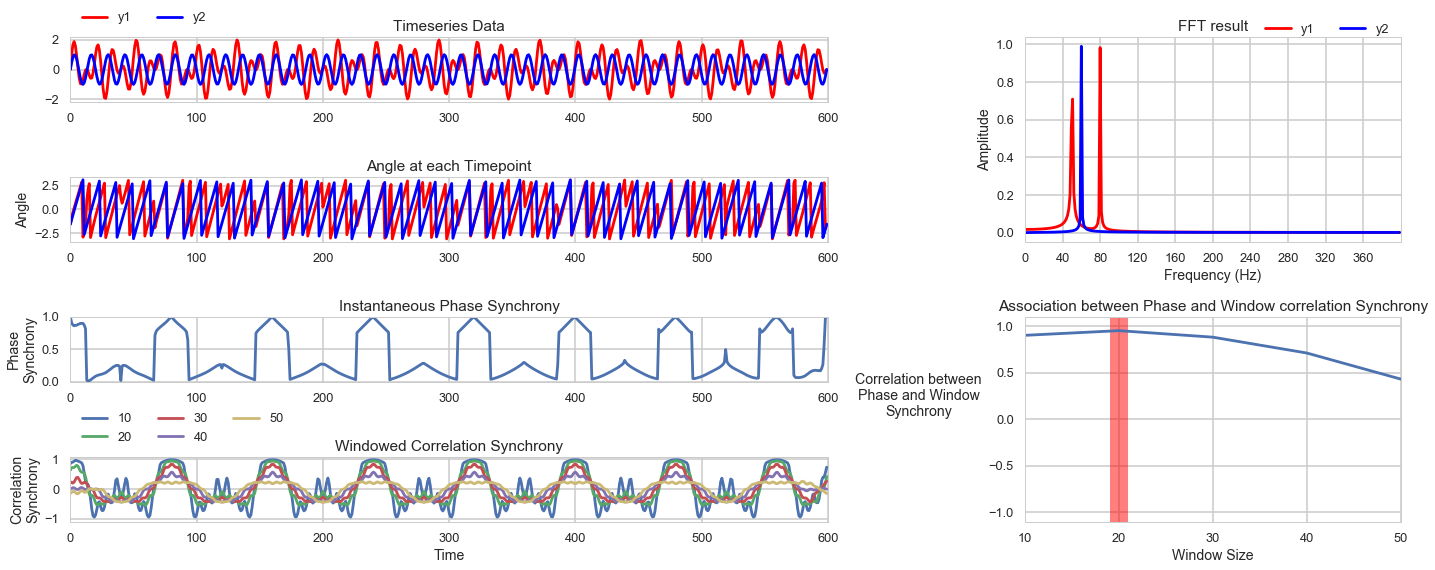 y1 y2
Timeseries Data
2
0
−2
0 100 200 300 400 500 600
Angle at each Timepoint
Angle
2.5
0.0
−2.5
0 100 200 300 400 500 600
Instantaneous Phase Synchrony
Phase
Synchrony
1.0
0.0
0 100 200 300 400 500 600
10 30 50
20 40
Windowed Correlation Synchrony
Correlation
Synchrony
1
0
−1
0 100 200 300 400 500 600
Time
FFT result
y1 y2
Amplitude
1.0
0.8
0.6
0.4
0.2
0.0
0 40 80 120 160 200 240 280 320 360
Frequency (Hz)
Association between Phase and Window correlation Synchrony
Correlation between
Phase and Window
Synchrony
1.0
0.5
0.0
−0.5
−1.0
10 20 30 40 50
Window Size